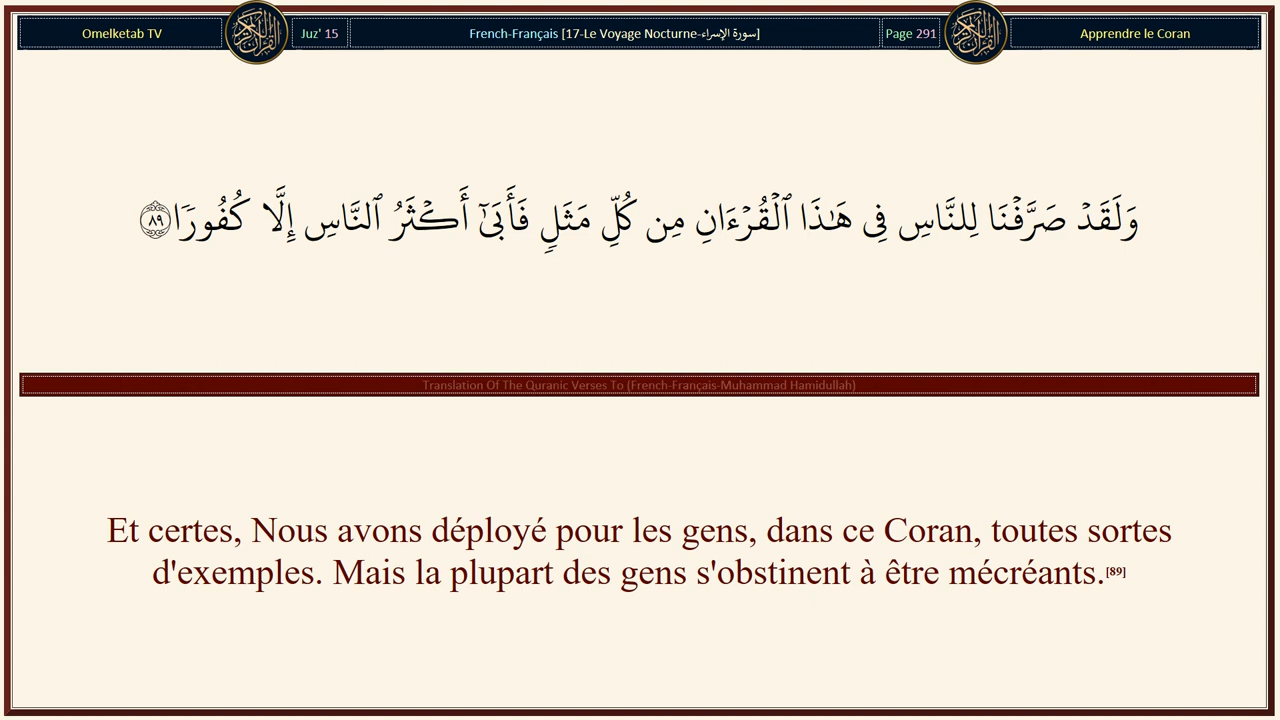 Omelketab TV
Juz' 15
French-Français [17-Le Voyage Nocturne-سورة الإسراء]
Page 291
Apprendre le Coran
وَلَقَدۡ صَرَّفۡنَا لِلنَّاسِ فِى هَـٰذَا ٱلۡقُرۡءَانِ مِن كُلِّ مَثَلٍ فَأَبَىٰٓ أَكۡثَرُ ٱلنَّاسِ إِلَّا كُفُورًا ٨٩
Translation Of The Quranic Verses To (French-Français-Muhammad Hamidullah)
Et certes, Nous avons déployé pour les gens, dans ce Coran, toutes sortes
d'exemples. Mais la plupart des gens s'obstinent à être mécréants.[89]